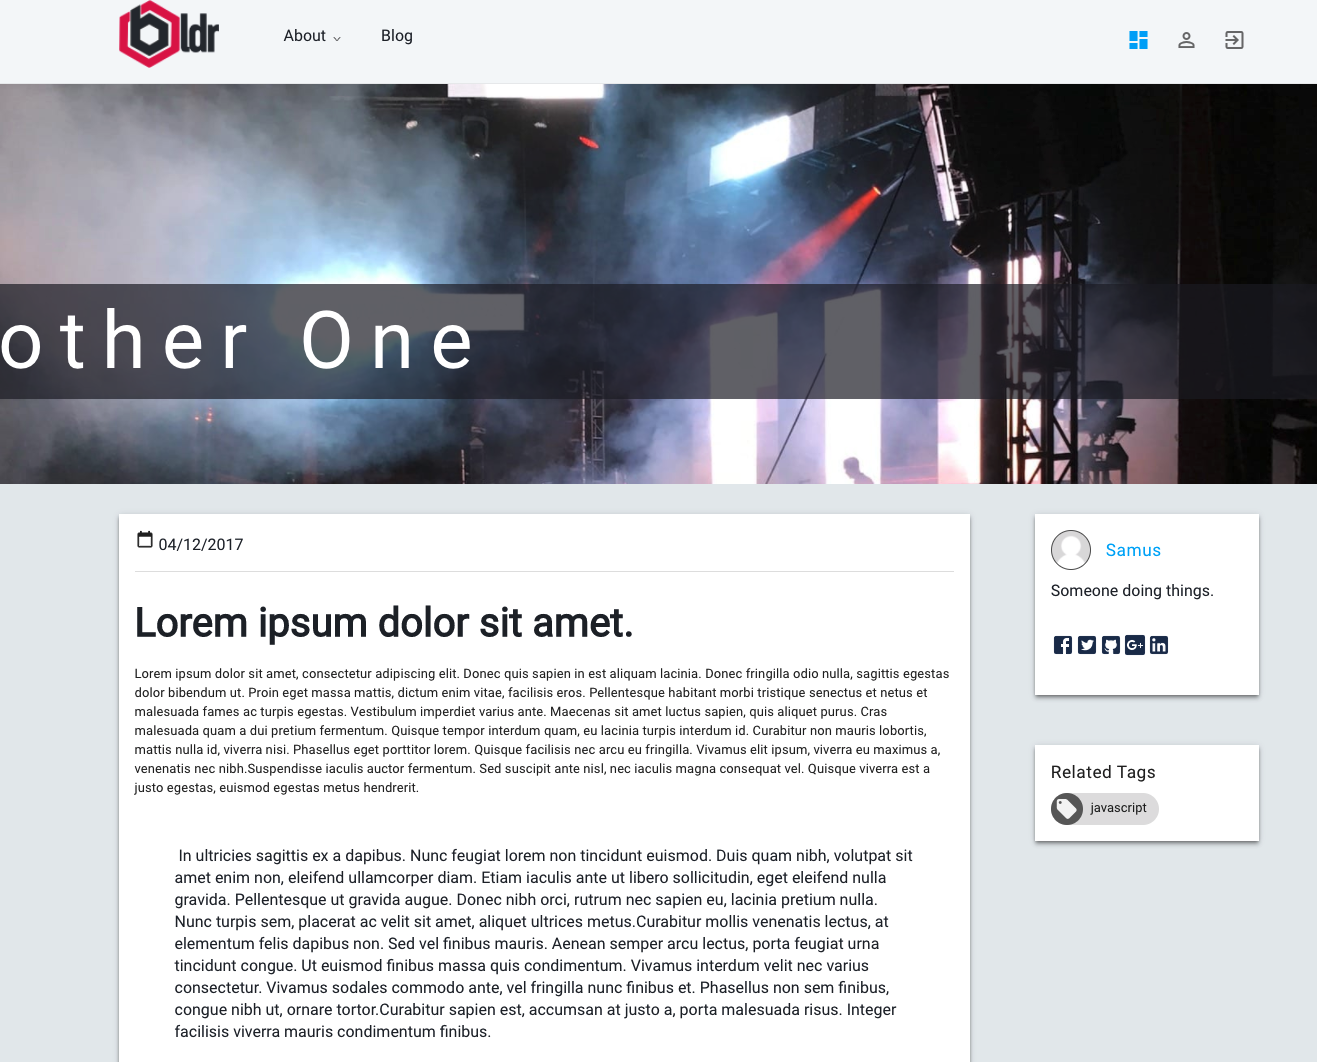 bldr
About
Blog
other One
04/12/2017
Lorem ipsum dolor sit amet.
Lorem ipsum dolor sit amet, consectetur adipiscing elit. Donec quis sapien in est aliquam lacinia. Donec fringilla odio nulla, sagittis egestas
dolor bibendum ut. Proin eget massa mattis, dictum enim vitae, facilisis eros. Pellentesque habitant morbi tristique senectus et netus et
malesuada fames ac turpis egestas. Vestibulum imperdiet varius ante. Maecenas sit amet luctus sapien, quis aliquet purus. Cras
malesuada quam a dui pretium fermentum. Quisque tempor interdum quam, eu lacinia turpis interdum id. Curabitur non mauris lobortis,
mattis nulla id, viverra nisi. Phasellus eget porttitor lorem. Quisque facilisis nec arcu eu fringilla. Vivamus elit ipsum, viverra eu maximus a,
venenatis nec nibh.Suspendisse iaculis auctor fermentum. Sed suscipit ante nisl, nec iaculis magna consequat vel. Quisque viverra est a
justo egestas, euismod egestas metus hendrerit.
In ultricies sagittis ex a dapibus. Nunc feugiat lorem non tincidunt euismod. Duis quam nibh, volutpat sit
amet enim non, eleifend ullamcorper diam. Etiam iaculis ante ut libero sollicitudin, eget eleifend nulla
gravida. Pellentesque ut gravida augue. Donec nibh orci, rutrum nec sapien eu, lacinia pretium nulla.
Nunc turpis sem, placerat ac velit sit amet, aliquet ultrices metus.Curabitur mollis venenatis lectus, at
elementum felis dapibus non. Sed vel finibus mauris. Aenean semper arcu lectus, porta feugiat urna
tincidunt congue. Ut euismod finibus massa quis condimentum. Vivamus interdum velit nec varius
consectetur. Vivamus sodales commodo ante, vel fringilla nunc finibus et. Phasellus non sem finibus,
congue nibh ut, ornare tortor.Curabitur sapien est, accumsan at justo a, porta malesuada risus. Integer
facilisis viverra mauris condimentum finibus.
Samus
Someone doing things.
Related Tags
javascript